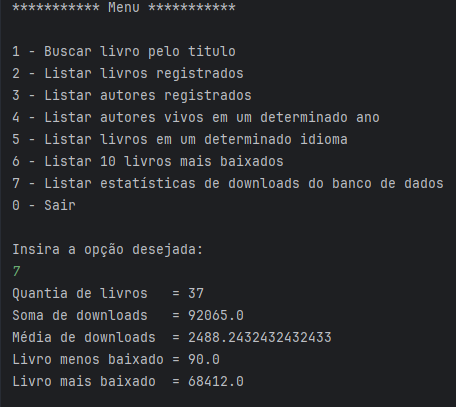 *********** Menu ***********
1 - Buscar livro pelo titulo
2 - Listar livros registrados
3 - Listar autores registrados
4 - Listar autores vivos em um determinado ano
5 - Listar livros em um determinado idioma
6 - Listar 10 livros mais baixados
7 - Listar estatísticas de downloads do banco de dados
0 - Sair
Insira a opção desejada:
7
Quantia de livros   = 37
Soma de downloads   = 92065.0
Média de downloads  = 2488.2432432432433
Livro menos baixado = 90.0
Livro mais baixado  = 68412.0